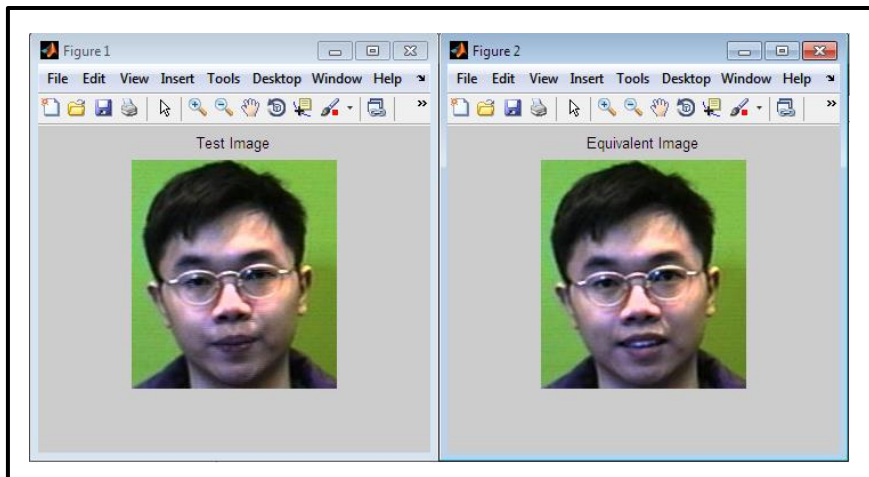 Figure 1
File Edit View Insert Tools Desktop Window Help
Test Image
Figure 2
File Edit View Insert Tools Desktop Window Help
Equivalent Image